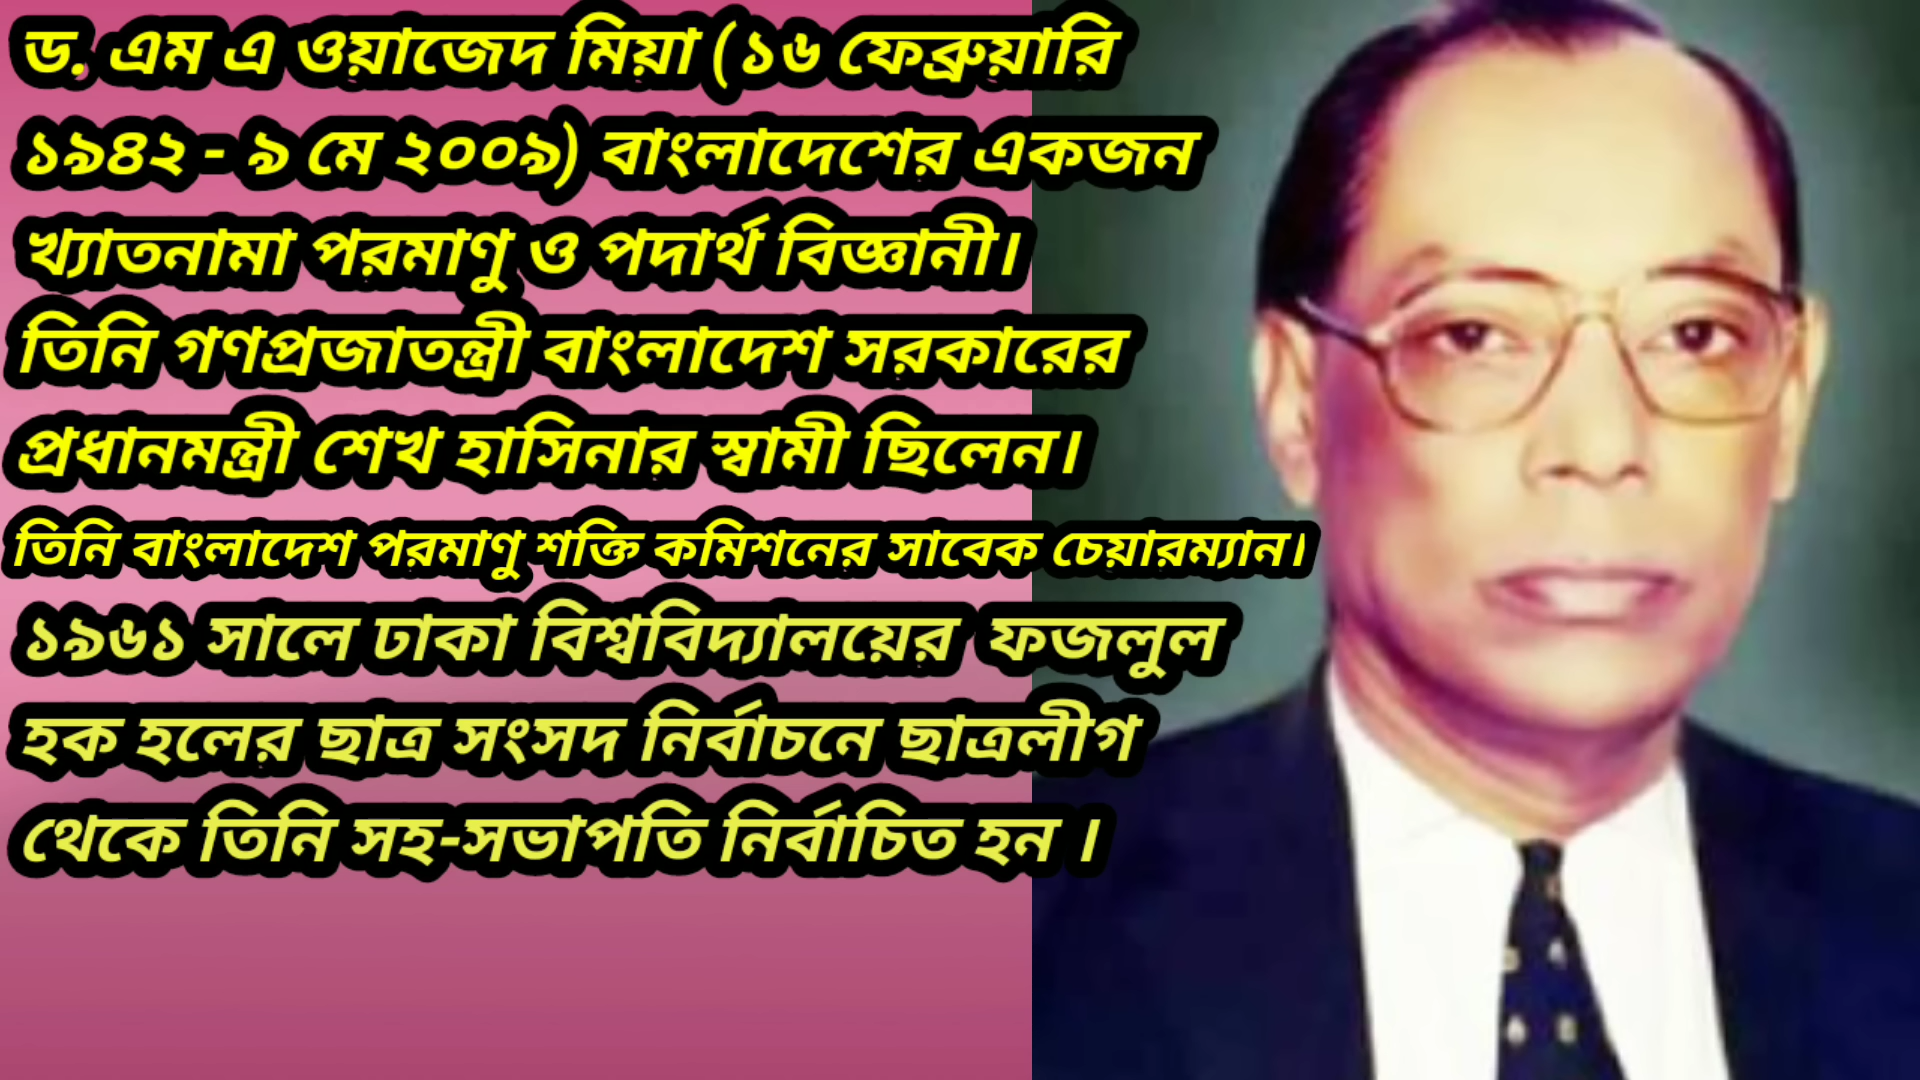 ড. এম এ ওয়াজেদ মিয়া (১৬ ফেব্রুয়ারি
১৯৪২ - ৯ মে ২০০৯) বাংলাদেশের একজন
খ্যাতনামা পরমাণু ও পদার্থ বিজ্ঞানী।
তিনি গণপ্রজাতন্ত্রী বাংলাদেশ সরকারের
প্রধানমন্ত্রী শেখ হাসিনার স্বামী ছিলেন।
তিনি বাংলাদেশ পরমাণু শক্তি কমিশনের সাবেক চেয়ারম্যান।
১৯৬১ সালে ঢাকা বিশ্ববিদ্যালয়ের ফজলুল
হক হলের ছাত্র সংসদ নির্বাচনে ছাত্রলীগ
থেকে তিনি সহ-সভাপতি নির্বাচিত হন ।